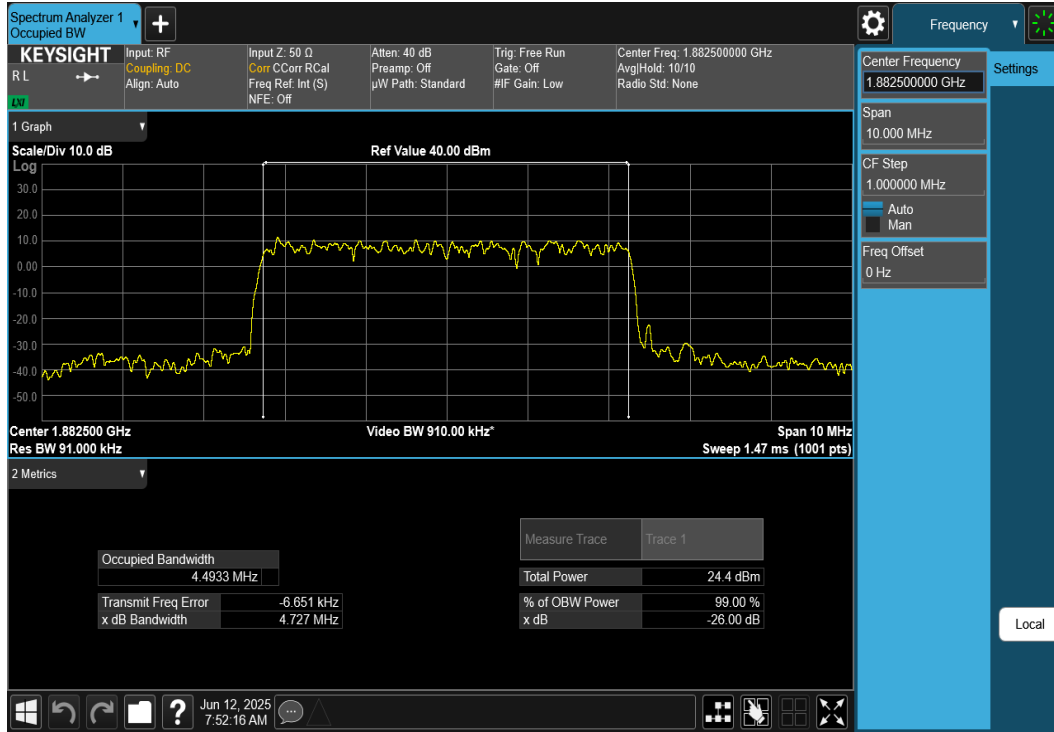 Spectrum Analyzer 1
Occupied BW
+
Frequency
KEYSIGHT
R L
LXI
Input: RF
Coupling: DC
Align: Auto
Input Z: 50 Ω
Corr CCorr RCal
Freq Ref: Int (S)
NFE: Off
Atten: 40 dB
Preamp: Off
µW Path: Standard
Trig: Free Run
Gate: Off
#IF Gain: Low
Center Freq: 1.882500000 GHz
Avg|Hold: 10/10
Radio Std: None
Center Frequency
1.882500000 GHz
Settings
Span
10.000 MHz
CF Step
1.000000 MHz
Auto
Man
Freq Offset
0 Hz
1 Graph
Scale/Div 10.0 dB
Ref Value 40.00 dBm
Log
30.0
20.0
10.0
0.00
-10.0
-20.0
-30.0
-40.0
-50.0
Center 1.882500 GHz
Video BW 910.00 kHz*
Span 10 MHz
Res BW 91.000 kHz
Sweep 1.47 ms (1001 pts)
2 Metrics
Measure Trace
Trace 1
Occupied Bandwidth
4.4933 MHz
Total Power
24.4 dBm
Transmit Freq Error
-6.651 kHz
% of OBW Power
99.00 %
x dB Bandwidth
4.727 MHz
x dB
-26.00 dB
Local
?
Jun 12, 2025
7:52:16 AM